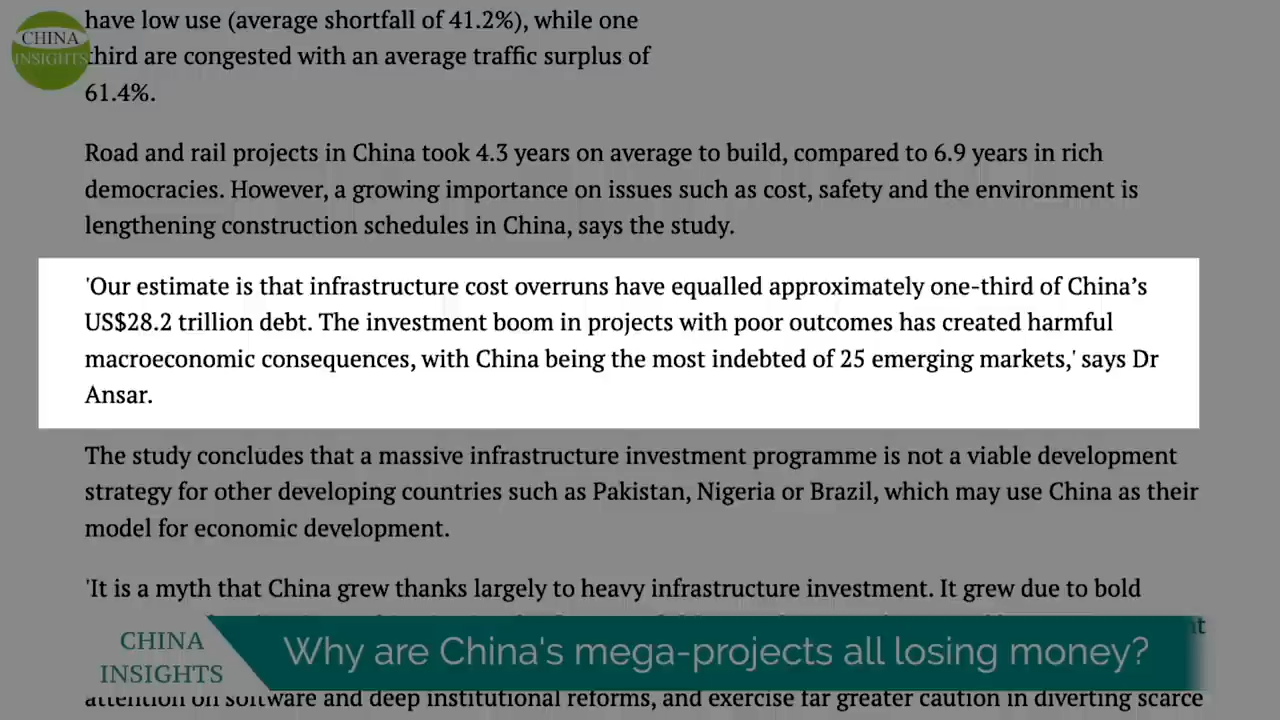 have low use (average shortfall of 41.2%), while one
third are congested with an average traffic surplus of
61.4%.
Road and rail projects in China took 4.3 years on average to build, compared to 6.9 years in rich
democracies. However, a growing importance on issues such as cost, safety and the environment is
lengthening construction schedules in China, says the study.
'Our estimate is that infrastructure cost overruns have equalled approximately one-third of China’s
US$28.2 trillion debt. The investment boom in projects with poor outcomes has created harmful
macroeconomic consequences, with China being the most indebted of 25 emerging markets,' says Dr
Ansar.
The study concludes that a massive infrastructure investment programme is not a viable development
strategy for other developing countries such as Pakistan, Nigeria or Brazil, which may use China as their
model for economic development.
'It is a myth that China grew thanks largely to heavy infrastructure investment. It grew due to bold
attention on software and deep institutional reforms, and exercise far greater caution in diverting scarce
CHINA
INSIGHTS
CHINA
INSIGHTS
Why are China's mega-projects all losing money?